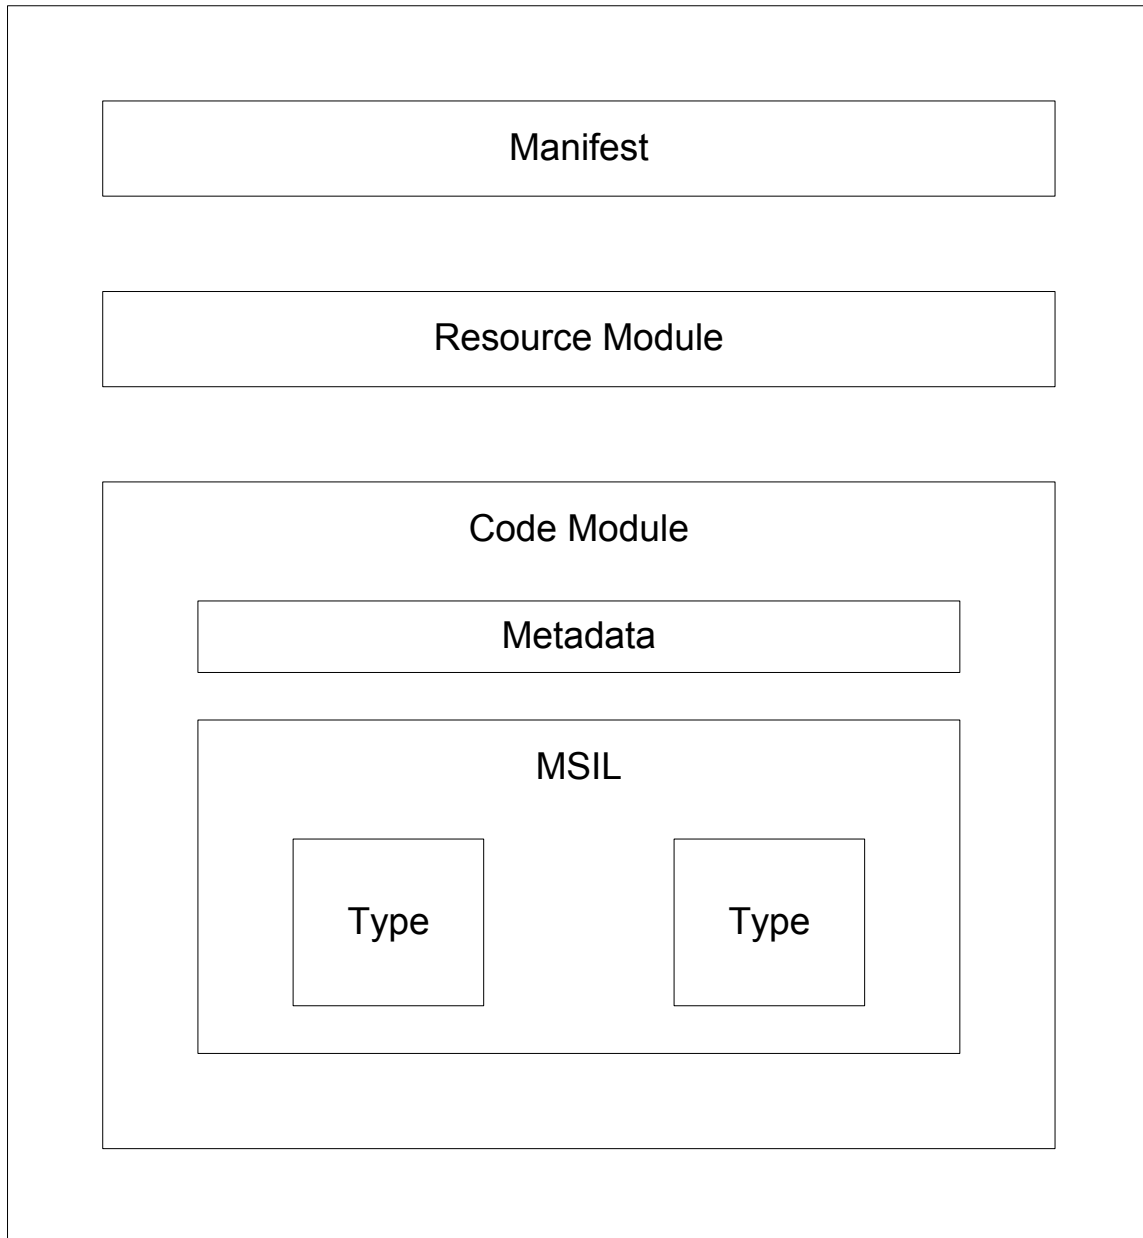 Manifest
Resource Module
Code Module
Metadata
MSIL
Type Type